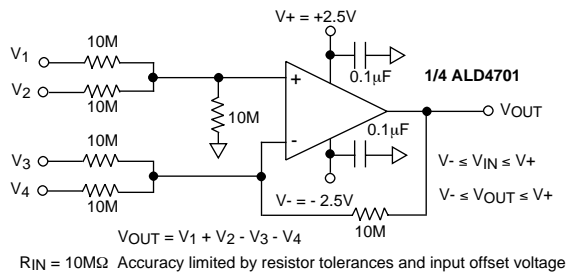 V+ = +2.5V
V1
10M
0.1µF
1/4 ALD4701
V2
10M
+
10M
VOUT
-
0.1µF
V3
10M
V- ≤ VIN ≤ V+
V4
10M
V- = - 2.5V
V- ≤ VOUT ≤ V+
10M
VOUT = V1 + V2 - V3 - V4
RIN = 10MΩ Accuracy limited by resistor tolerances and input offset voltage